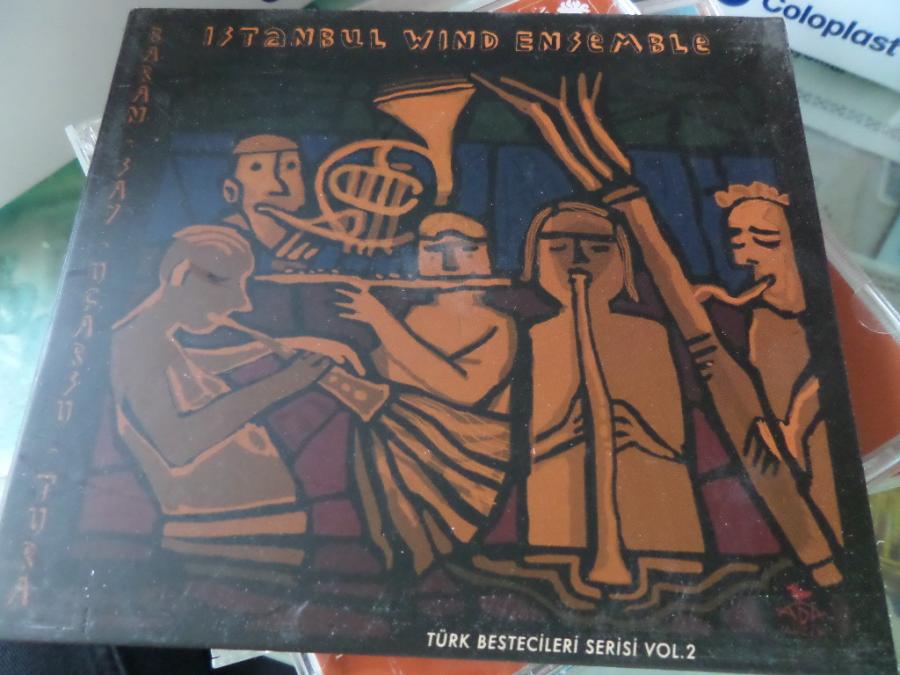 ISTaNBUL WIND ENSeMBLe
BARAN · SAY · UÇARSU · TURA
TÜRK BESTECİLERİ SERİSİ VOL.2
Coloplast